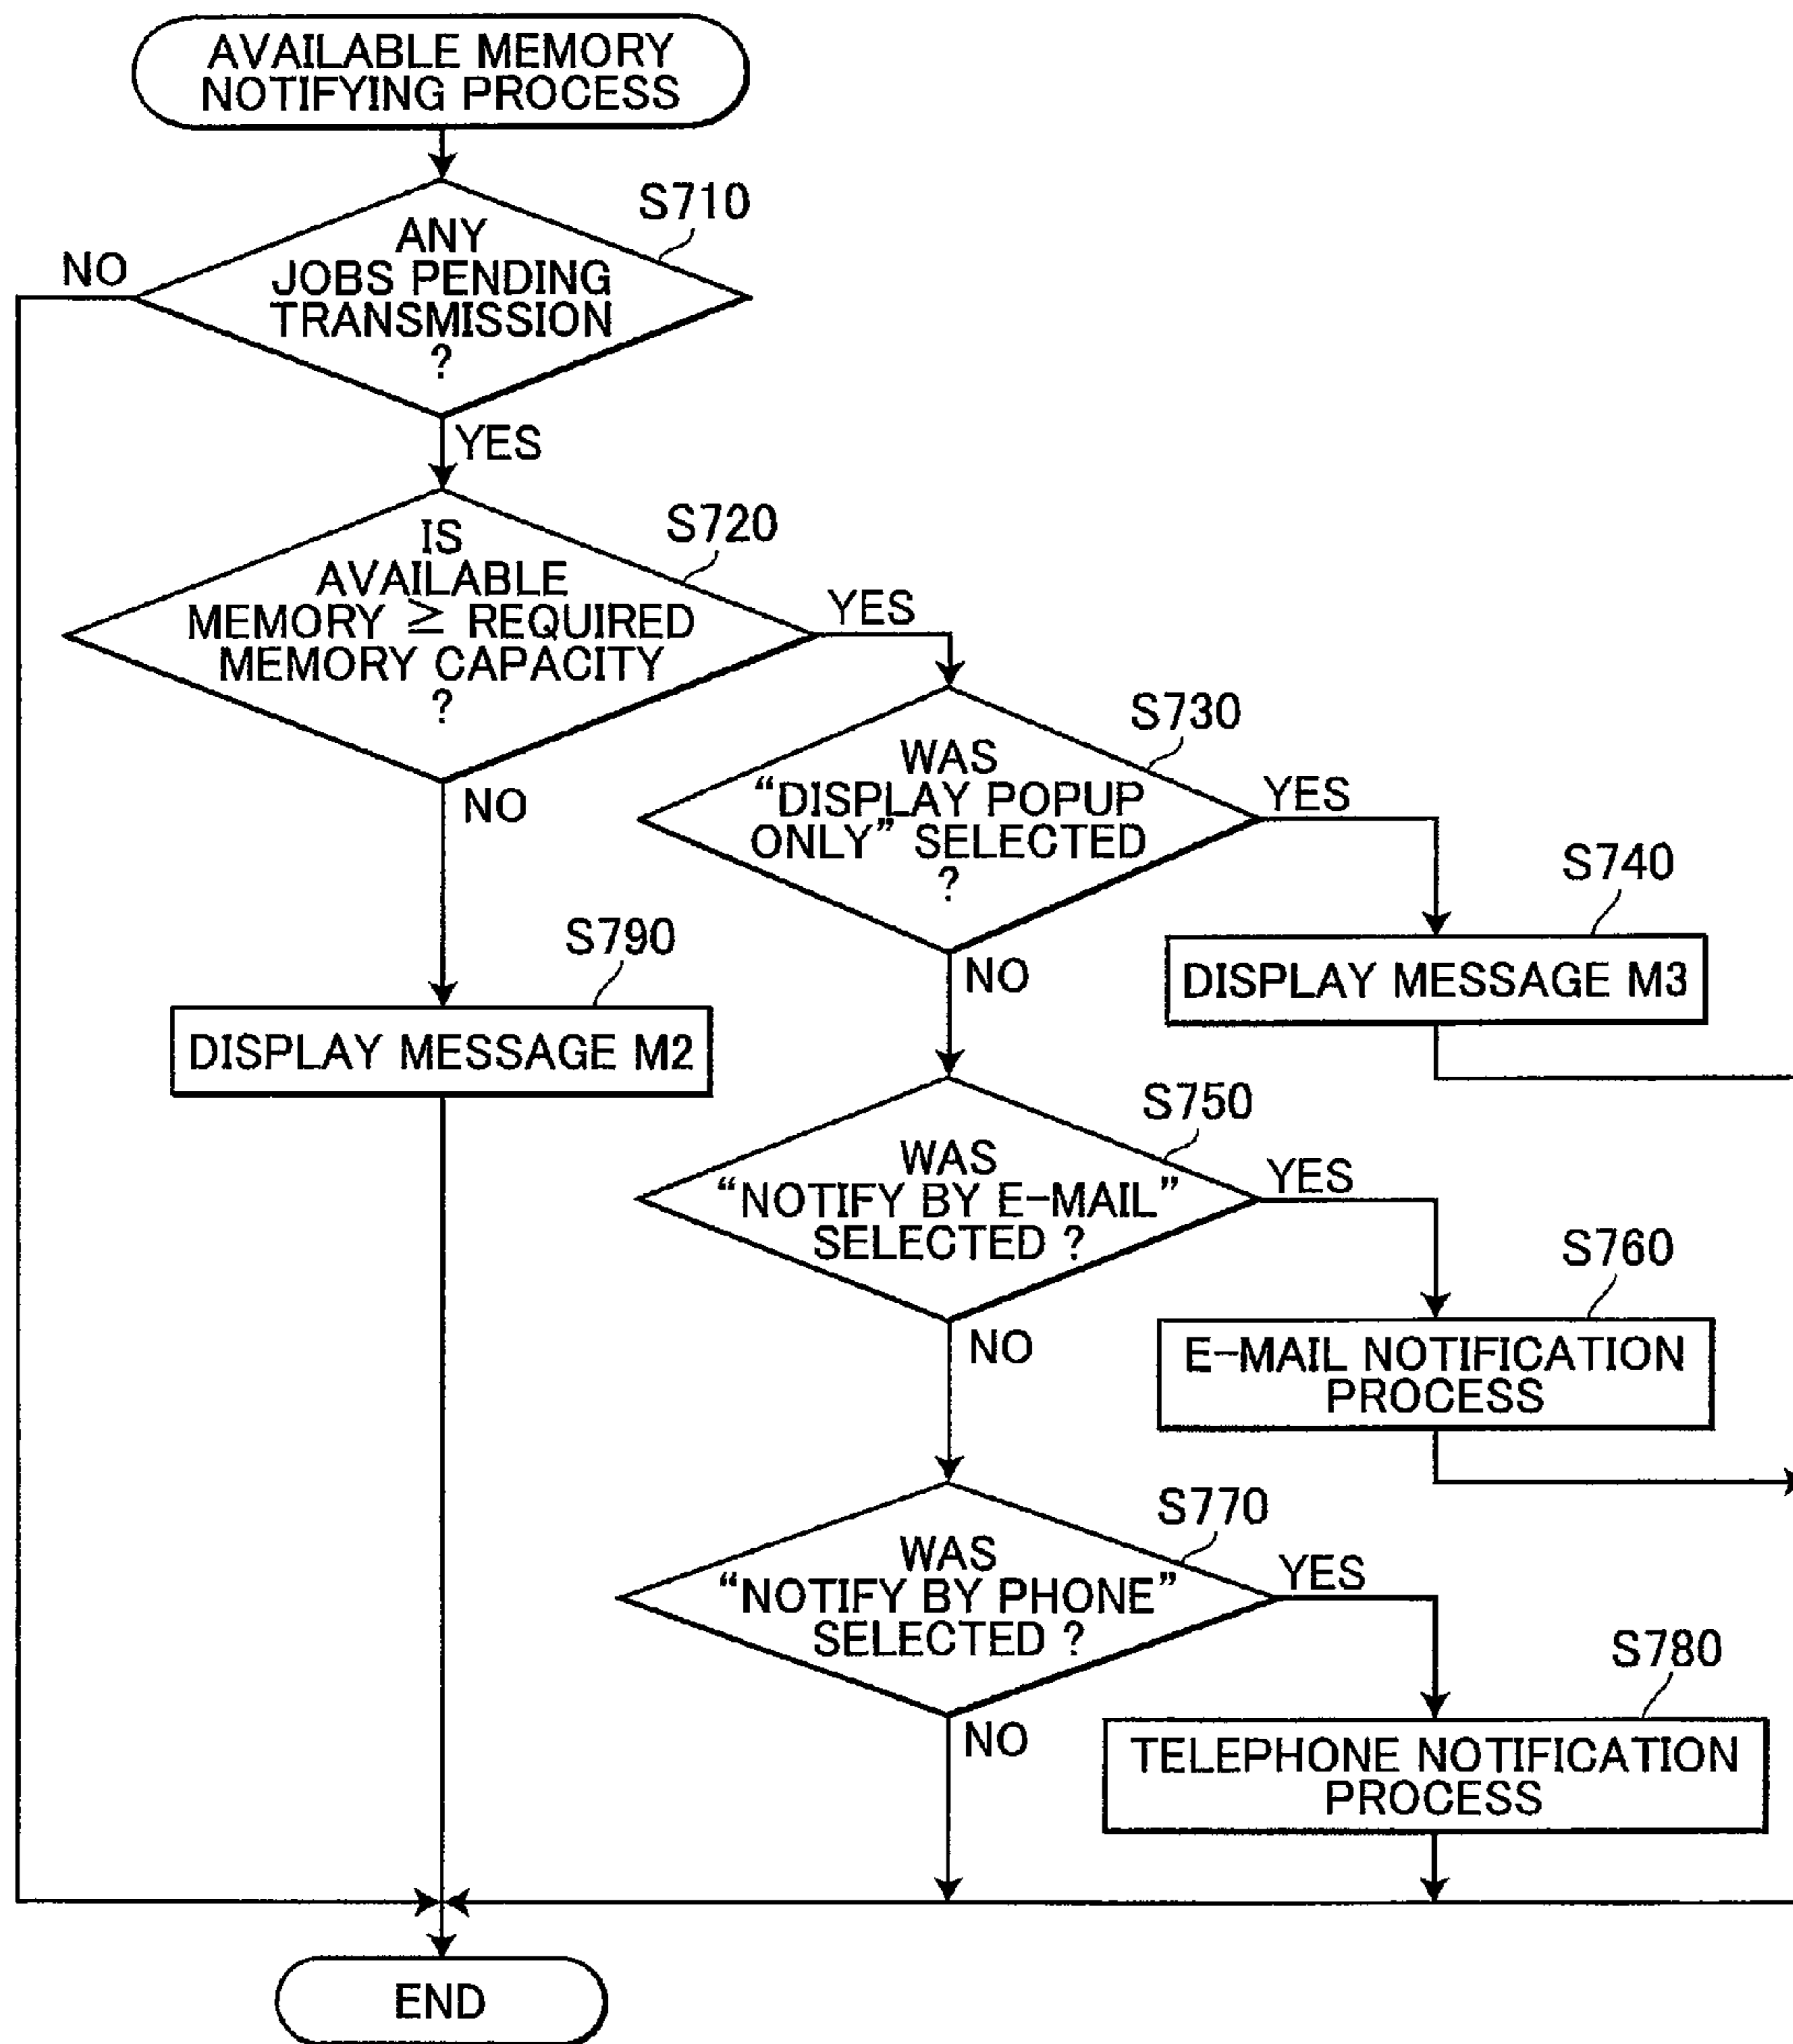 AVAILABLE MEMORY
NOTIFYING PROCESS
S710
ANY
JOBS PENDING
TRANSMISSION
?
NO
YES
S720
IS
AVAILABLE
MEMORY ≥ REQUIRED
MEMORY CAPACITY
?
YES
NO
S730
WAS
“DISPLAY POPUP
ONLY” SELECTED
?
YES
NO
S740
DISPLAY MESSAGE M3
S790
DISPLAY MESSAGE M2
S750
WAS
“NOTIFY BY E-MAIL”
SELECTED ?
YES
NO
S760
E-MAIL NOTIFICATION
PROCESS
S770
WAS
“NOTIFY BY PHONE”
SELECTED ?
YES
NO
S780
TELEPHONE NOTIFICATION
PROCESS
END